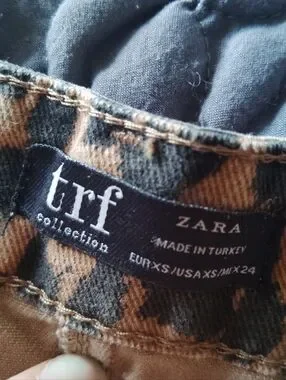 trf
collection
ZARA
MADE IN TURKEY
EUR XS/USA XS/MEX 24